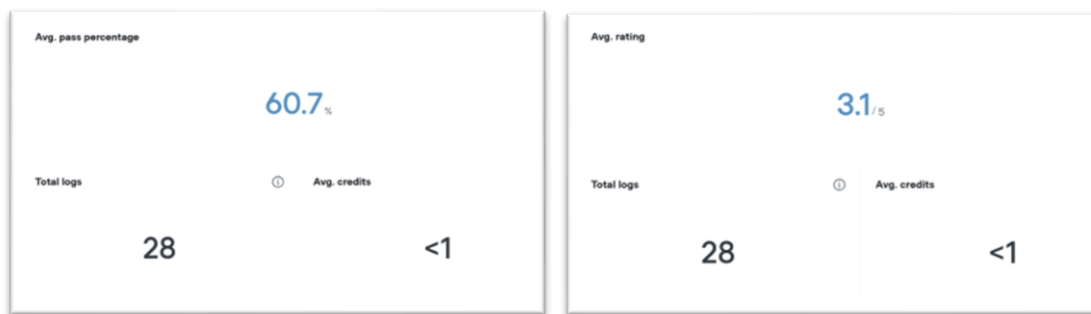 Avg. pass percentage
60.7 %
Total logs
Avg. credits
28
<1
Avg. rating
3.1 / 5
Total logs
Avg. credits
28
<1